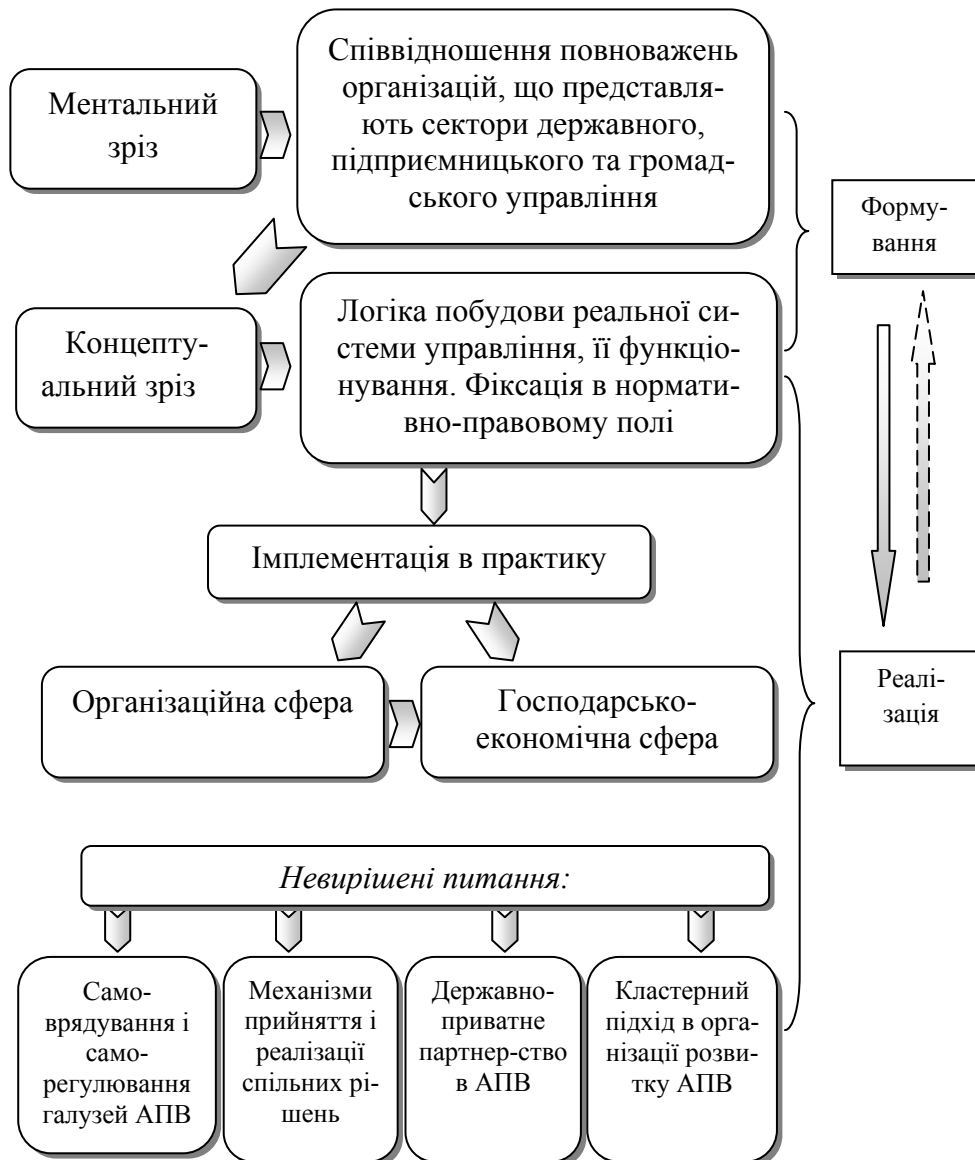 Ментальний
зріз
Співвідношення повноважень
організацій, що представля-
ють сектори державного,
підприємницького та громад-
ського управління
Форму-
вання
Концепту-
альний зріз
Логіка побудови реальної си-
стеми управління, її функціо-
нування. Фіксація в нормати-
вно-правовому полі
Імплементація в практику
Організаційна сфера
Господарсько-
економічна сфера
Реалі-
зація
Невирішені питання:
Само-
врядування і
само-
регулювання
галузей АПВ
Механізми
прийняття і
реалізації
спільних рі-
шень
Державно-
приватне
партнер-ство
в АПВ
Кластерний
підхід в орга-
нізації розви-
тку АПВ